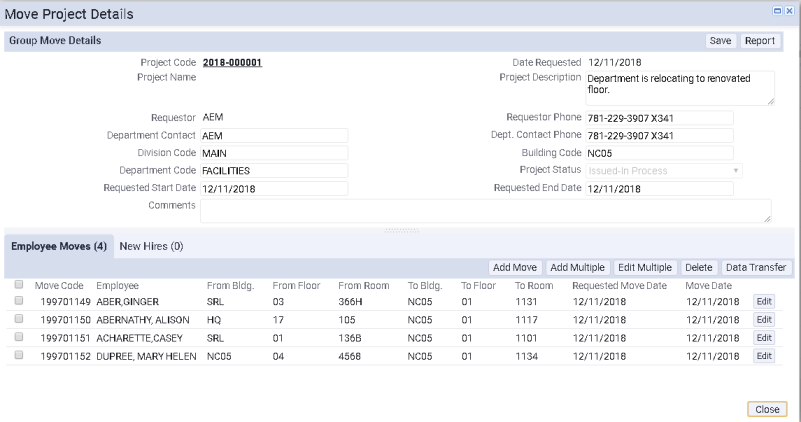 Move Project Details
Group Move Details Save Report
Project Code 2018-000001 Date Requested 12/11/2018
Project Name Project Description Department is relocating to renovated
floor.
Requestor AEM Requestor Phone 781-229-3907 X341
Department Contact AEM Dept. Contact Phone 781-229-3907 X341
Division Code MAIN Building Code NC05
Department Code FACILITIES Project Status Issued-In Process
Requested Start Date 12/11/2018 Requested End Date 12/11/2018
Comments
Employee Moves (4) New Hires (0)
Add Move Add Multiple Edit Multiple Delete Data Transfer
Move Code Employee From Bldg. From Floor From Room To Bldg. To Floor To Room Requested Move Date Move Date
199701149 ABER,GINGER SRL 03 366H NC05 01 1131 12/11/2018 12/11/2018 Edit
199701150 ABERNATHY, ALISON HQ 17 105 NC05 01 1117 12/11/2018 12/11/2018 Edit
199701151 ACHARETTE,CASEY SRL 01 136B NC05 01 1101 12/11/2018 12/11/2018 Edit
199701152 DUPREE, MARY HELEN NC05 04 4568 NC05 01 1134 12/11/2018 12/11/2018 Edit
Close